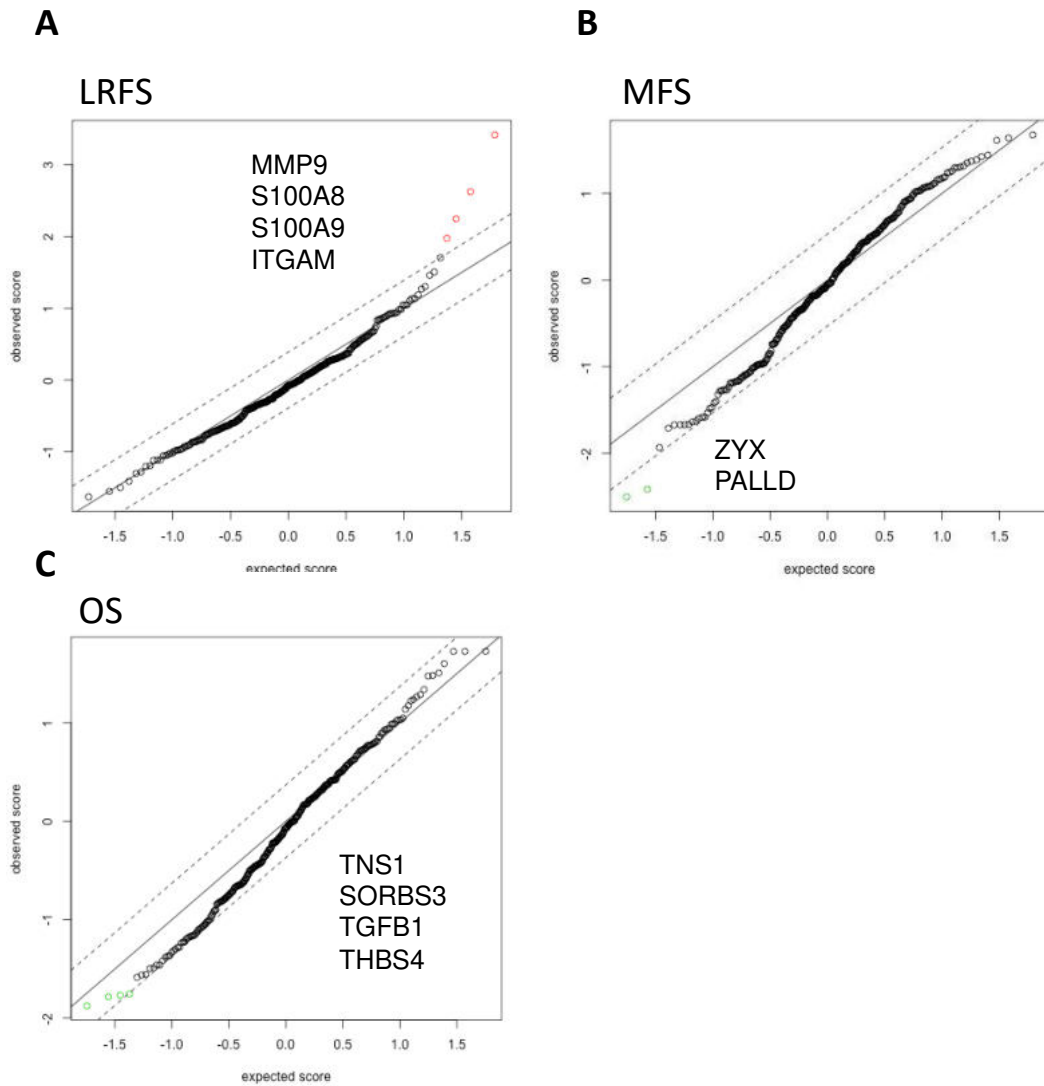 A
LRFS
MMP9
S100A8
S100A9
ITGAM
observed score
3
2
1
0
-1
-1.5 -1.0 -0.5 0.0 0.5 1.0 1.5
expected score
B
MFS
ZYX
PALLD
observed score
1
0
-1
-2
-1.5 -1.0 -0.5 0.0 0.5 1.0 1.5
expected score
C
OS
TNS1
SORBS3
TGFB1
THBS4
observed score
1
0
-1
-2
-1.5 -1.0 -0.5 0.0 0.5 1.0 1.5
expected score